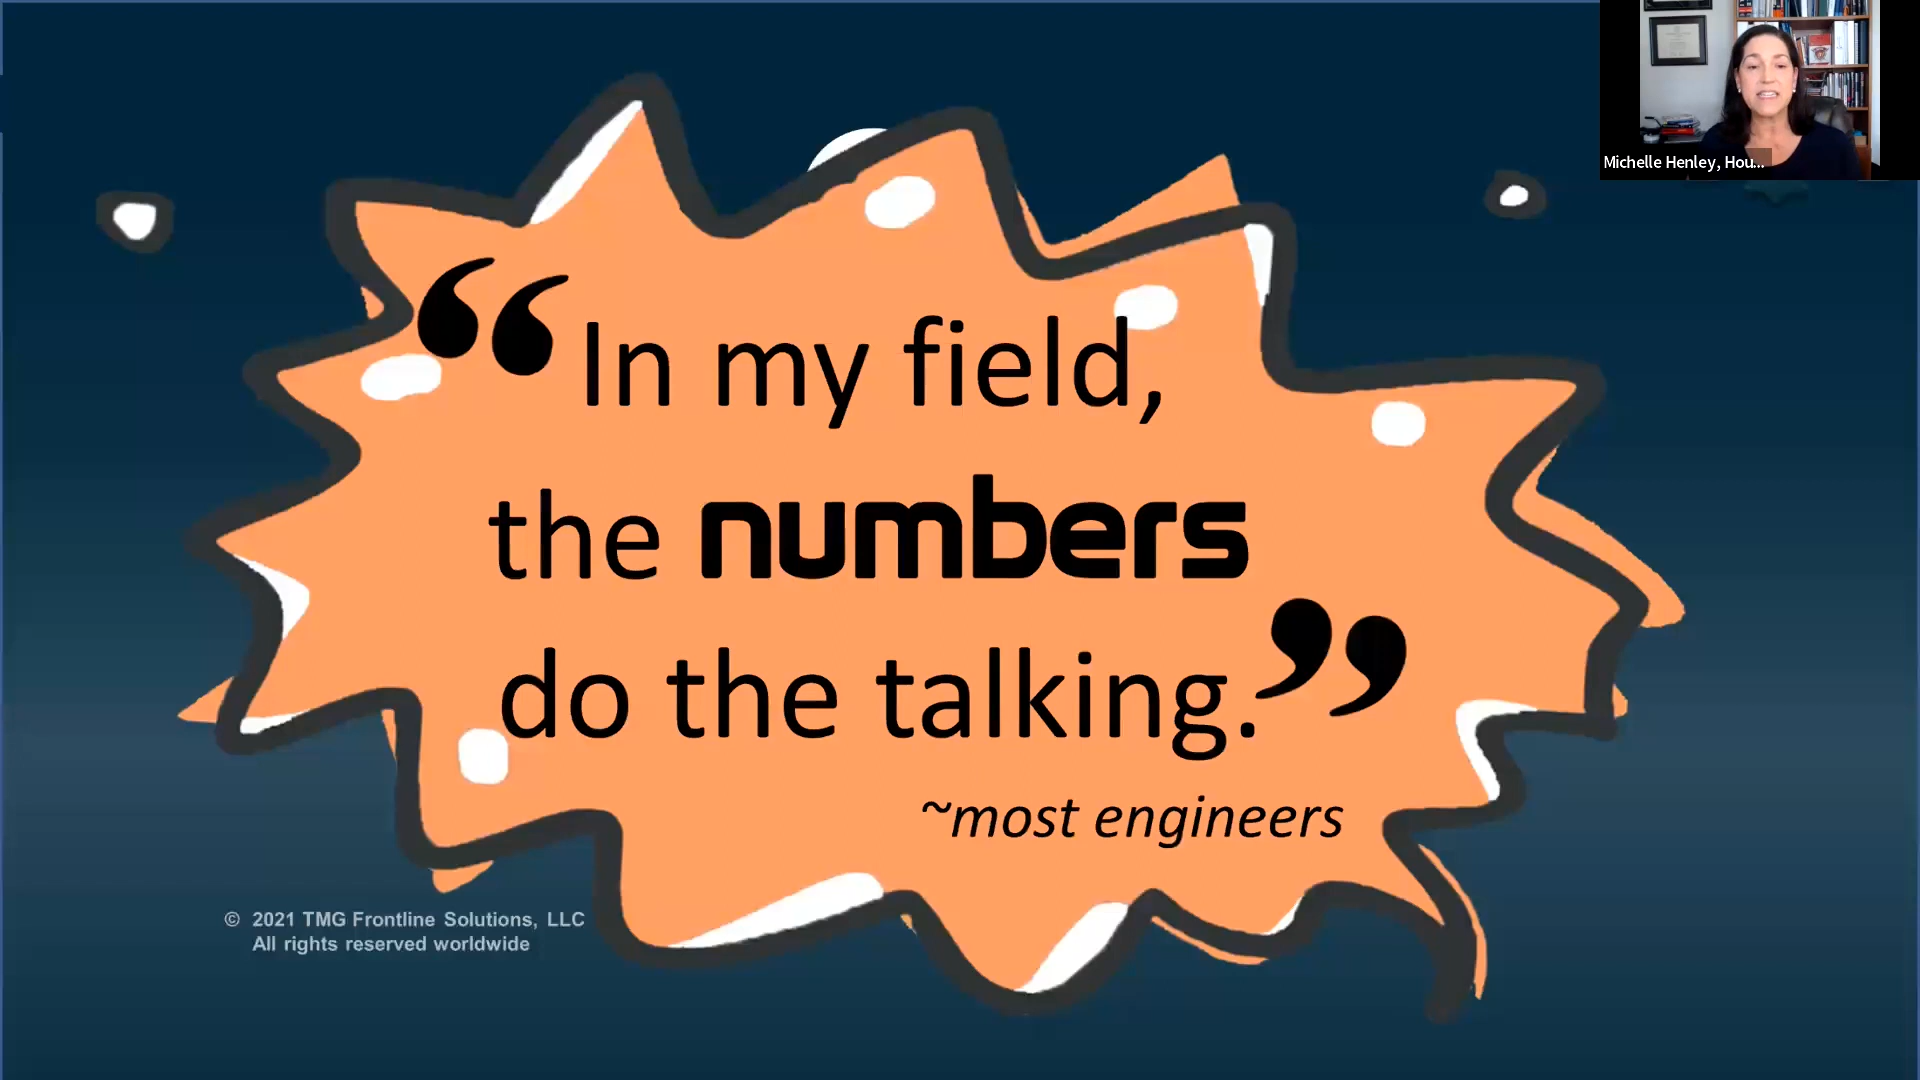 Michelle Henley, Hou...
“In my field,
the numbers
do the talking.”
~most engineers
© 2021 TMG Frontline Solutions, LLC
All rights reserved worldwide